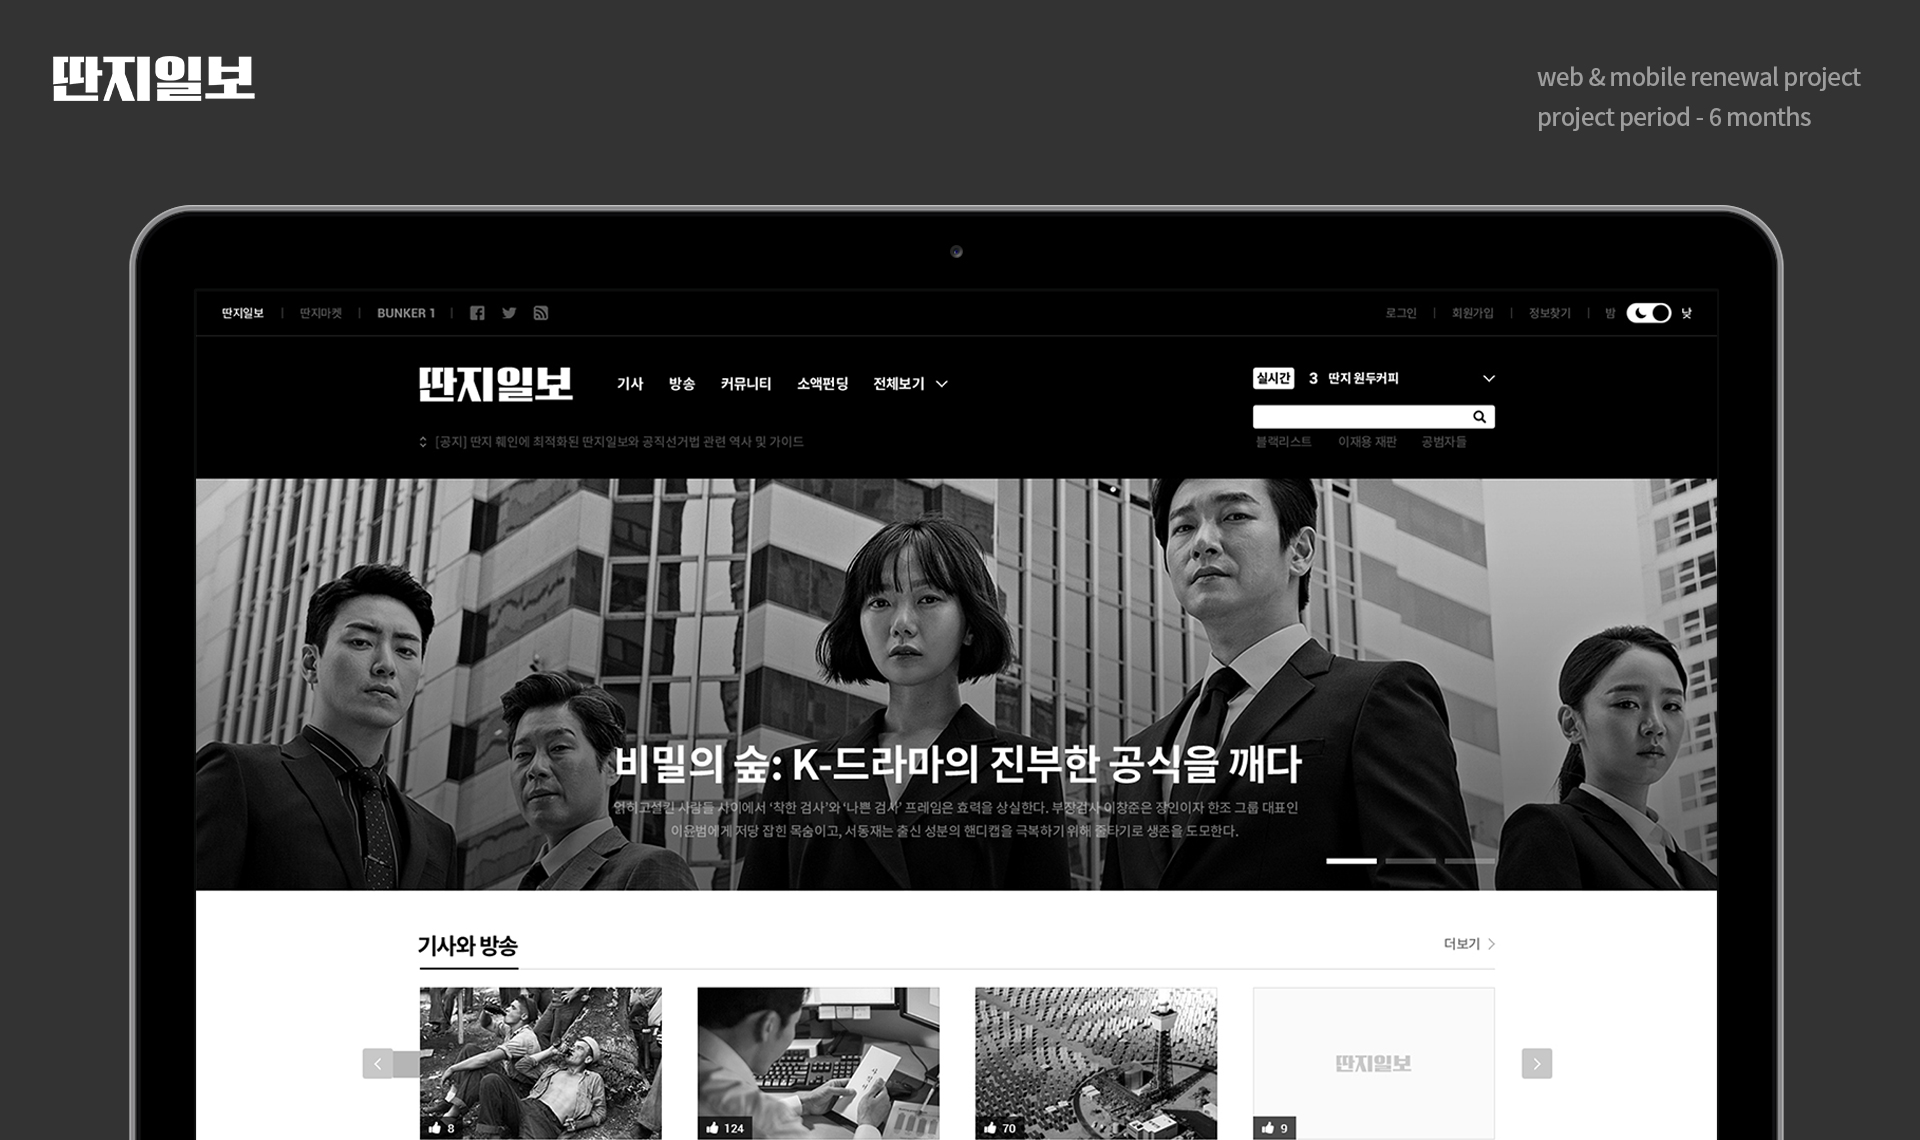 딴지일보
web & mobile renewal project
project period - 6 months
딴지일보 | 딴지마켓 | BUNKER 1 |
로그인 | 회원가입 | 정보찾기 | 밤 낮
딴지일보 기사 방송 커뮤니티 소액펀딩 전체보기
실시간 3 딴지 원두커피
[공지] 딴지 훼인에 최적화된 딴지일보와 공직선거법 관련 역사 및 가이드
블랙리스트 이재용 재판 공범자들
비밀의 숲: K-드라마의 진부한 공식을 깨다
얽히고설킨 사람들 사이에서 ‘착한 검사’와 ‘나쁜 검사’ 프레임은 효력을 상실한다. 부장검사 이창준은 장인이자 한조 그룹 대표인
이윤범에게 저당 잡힌 목숨이고, 서동재는 출신 성분의 핸디캡을 극복하기 위해 줄타기로 생존을 도모한다.
기사와 방송
더보기
딴지일보
8
124
70
9